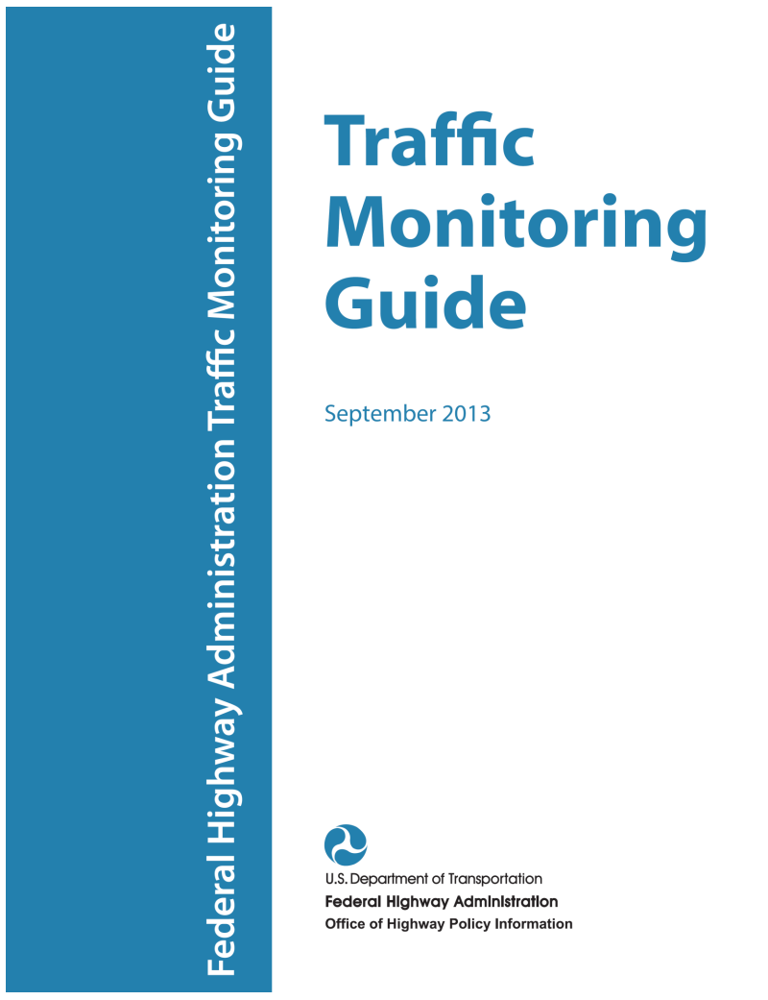 Federal Highway Administration Traffic Monitoring Guide
Traffic
Monitoring
Guide
September 2013
U.S. Department of Transportation
Federal Highway Administration
Office of Highway Policy Information